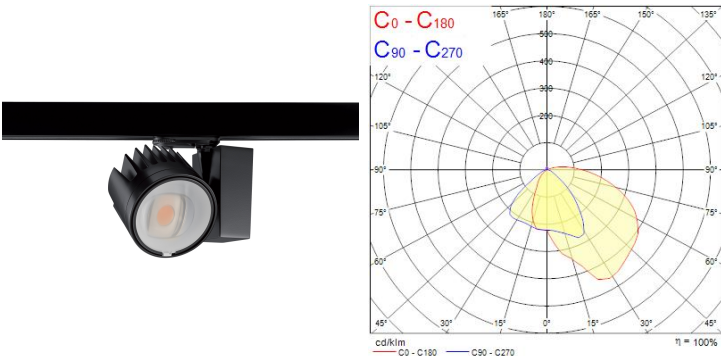 C0 - C180
C90 - C270
165° 180° 165°
135°
500
120° 400 120°
300
105° 200 105°
90° 90°
75° 75°
60° 60°
45° 30° 15° 0° 15° 30° 45°
cd/klm
η = 100%
C0 - C180 C90 - C270